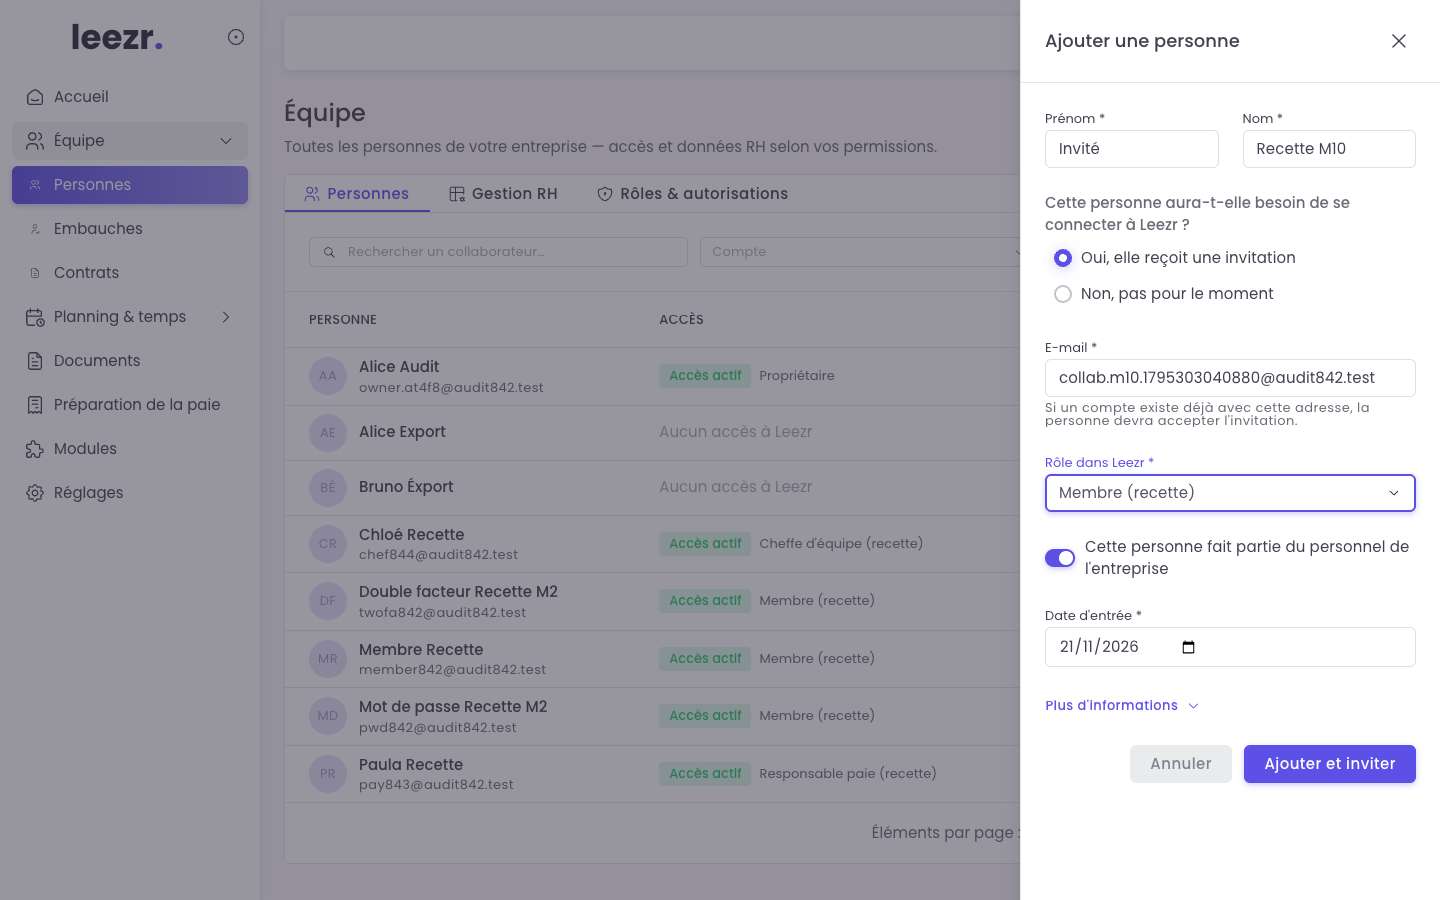 leezr.
Accueil
Équipe
Personnes
Embauches
Contrats
Planning & temps
Documents
Préparation de la paie
Modules
Réglages
Équipe
Toutes les personnes de votre entreprise — accès et données RH selon vos permissions.
Personnes
Gestion RH
Rôles & autorisations
Rechercher un collaborateur...
Compte
PERSONNE
ACCÈS
AA
Alice Audit
owner.at4f8@audit842.test
Accès actif
Propriétaire
AE
Alice Export
Aucun accès à Leezr
BÉ
Bruno Éxport
Aucun accès à Leezr
CR
Chloé Recette
chef844@audit842.test
Accès actif
Cheffe d'équipe (recette)
DF
Double facteur Recette M2
twofa842@audit842.test
Accès actif
Membre (recette)
MR
Membre Recette
member842@audit842.test
Accès actif
Membre (recette)
MD
Mot de passe Recette M2
pwd842@audit842.test
Accès actif
Membre (recette)
PR
Paula Recette
pay843@audit842.test
Accès actif
Responsable paie (recette)
Éléments par page :
Ajouter une personne
Prénom *
Invité
Nom *
Recette M10
Cette personne aura-t-elle besoin de se
connecter à Leezr ?
Oui, elle reçoit une invitation
Non, pas pour le moment
E-mail *
collab.m10.1795303040880@audit842.test
Si un compte existe déjà avec cette adresse, la
personne devra accepter l'invitation.
Rôle dans Leezr *
Membre (recette)
Cette personne fait partie du personnel de
l'entreprise
Date d'entrée *
21/11/2026
Plus d'informations
Annuler
Ajouter et inviter